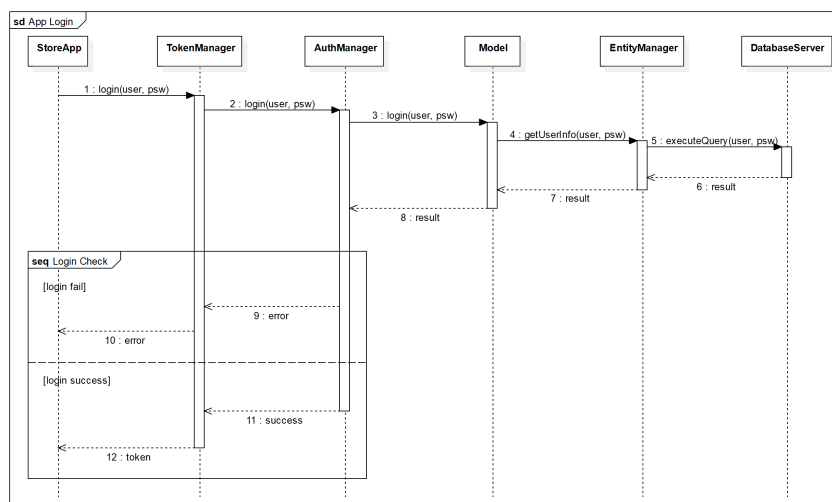 sd App Login
StoreApp
TokenManager
AuthManager
Model
EntityManager
DatabaseServer
1 : login(user, psw)
2 : login(user, psw)
3 : login(user, psw)
4 : getUserInfo(user, psw)
5 : executeQuery(user, psw)
6 : result
7 : result
8 : result
seq Login Check
[login fail]
9 : error
10 : error
[login success]
11 : success
12 : token